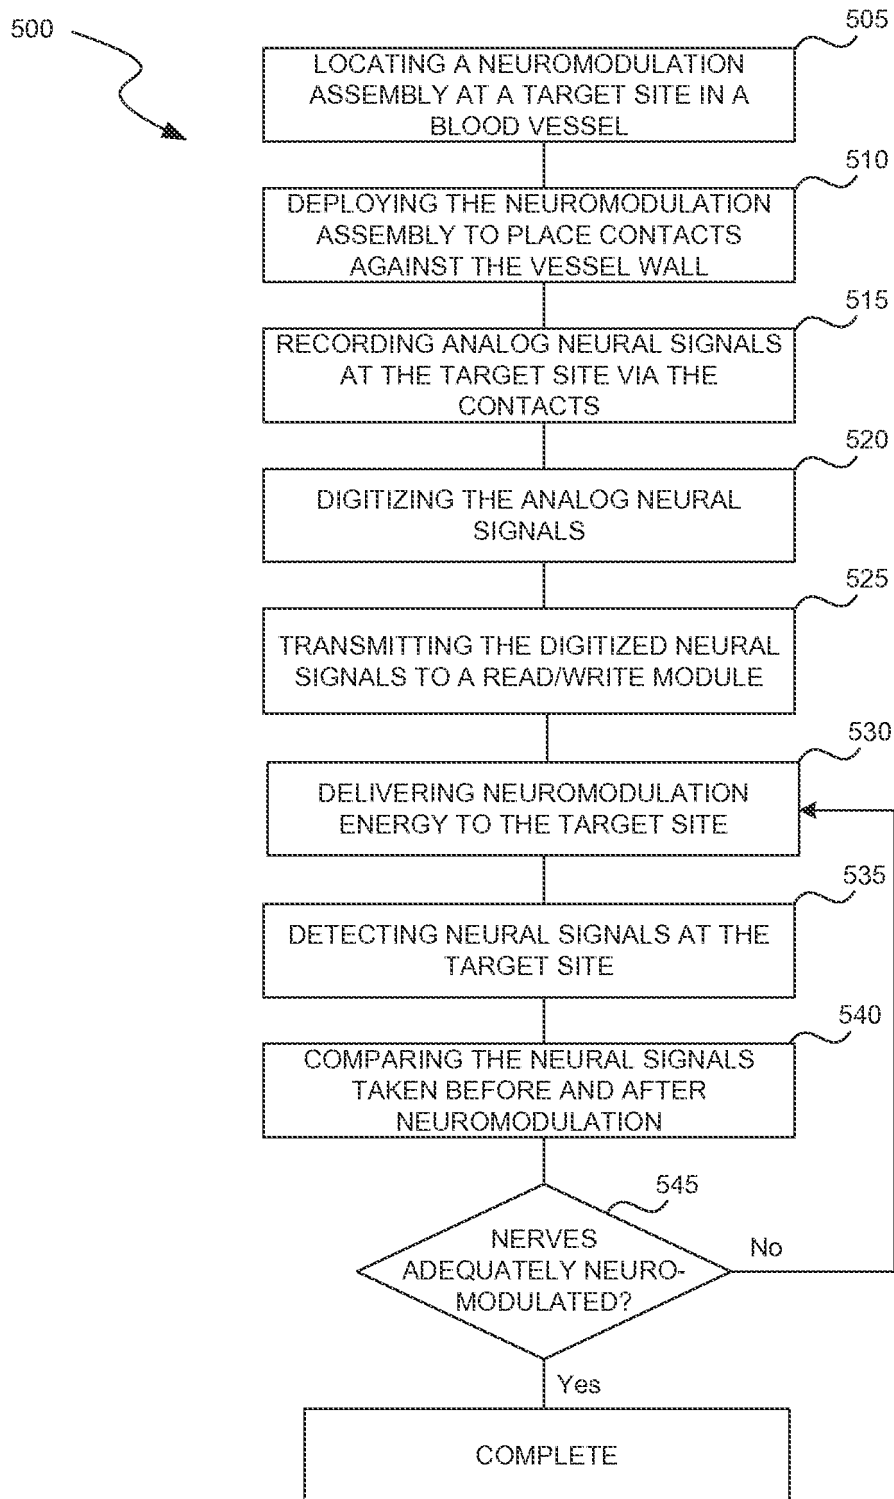 500
505
LOCATING A NEUROMODULATION
ASSEMBLY AT A TARGET SITE IN A
BLOOD VESSEL
510
DEPLOYING THE NEUROMODULATION
ASSEMBLY TO PLACE CONTACTS
AGAINST THE VESSEL WALL
515
RECORDING ANALOG NEURAL SIGNALS
AT THE TARGET SITE VIA THE
CONTACTS
520
DIGITIZING THE ANALOG NEURAL
SIGNALS
525
TRANSMITTING THE DIGITIZED NEURAL
SIGNALS TO A READ/WRITE MODULE
530
DELIVERING NEUROMODULATION
ENERGY TO THE TARGET SITE
535
DETECTING NEURAL SIGNALS AT THE
TARGET SITE
540
COMPARING THE NEURAL SIGNALS
TAKEN BEFORE AND AFTER
NEUROMODULATION
545
NERVES
ADEQUATELY NEURO-
MODULATED?
No
Yes
COMPLETE